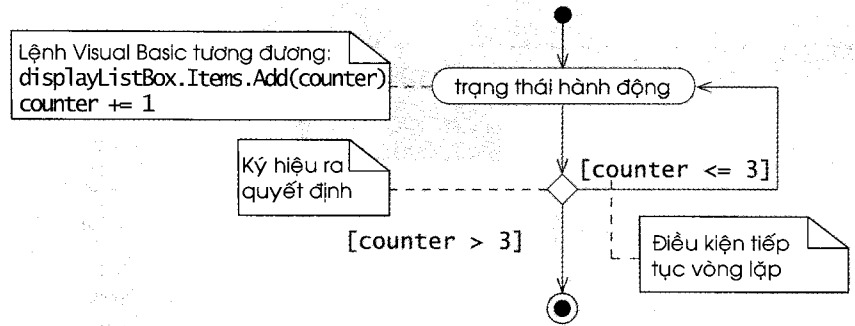 Lệnh Visual Basic tương đương:
displayListBox.Items.Add(counter)
counter += 1
trạng thái hành động
Ký hiệu ra
quyết định
[counter <= 3]
[counter > 3]
Điều kiện tiếp
tục vòng lặp